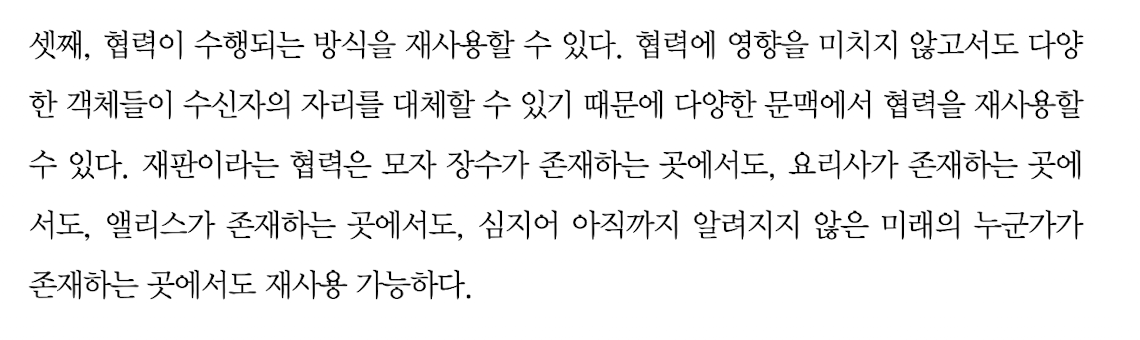 셋째, 협력이 수행되는 방식을 재사용할 수 있다. 협력에 영향을 미치지 않고서도 다양
한 객체들이 수신자의 자리를 대체할 수 있기 때문에 다양한 문맥에서 협력을 재사용할
수 있다. 재판이라는 협력은 모자 장수가 존재하는 곳에서도, 요리사가 존재하는 곳에
서도, 앨리스가 존재하는 곳에서도, 심지어 아직까지 알려지지 않은 미래의 누군가가
존재하는 곳에서도 재사용 가능하다.